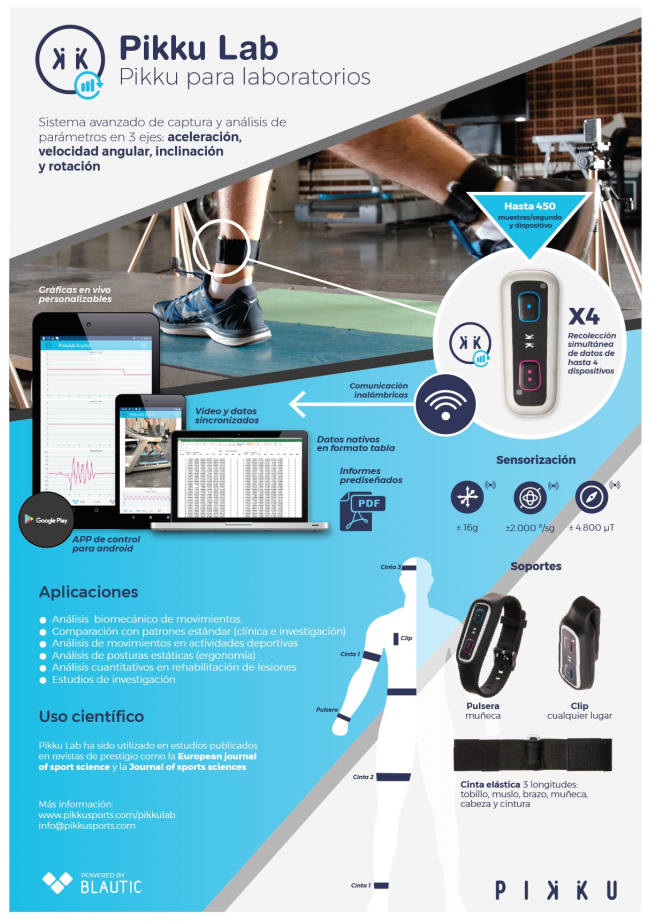 Pikku Lab
Pikku para laboratorios
Sistema avanzado de captura y análisis de
parámetros en 3 ejes: aceleración,
velocidad angular, inclinación
y rotación
Hasta 450
muestras/segundo
y dispositivo
X4
Recolección
simultánea
de datos de
hasta 4
dispositivos
Gráficas en vivo
personalizables
Comunicación
inalámbricas
Vídeo y datos
sincronizados
Datos nativos
en formato tabla
Informes
prediseñados
PDF
Google Play
APP de control
para android
Sensorización
± 16g
±2.000 º/sg
± 4.800 µT
Aplicaciones
Análisis biomecánico de movimientos.
Comparación con patrones estándar (clínica e investigación)
Análisis de movimientos en actividades deportivas
Análisis de posturas estáticas (ergonomía)
Análisis cuantitativos en rehabilitación de lesiones
Estudios de investigación
Cinta 3
Clip
Cinta 1
Pulsera
Cinta 2
Cinta 1
Soportes
Pulsera
muñeca
Clip
cualquier lugar
Cinta elástica 3 longitudes:
tobillo, muslo, brazo, muñeca,
cabeza y cintura
Uso científico
Pikku Lab ha sido utilizado en estudios publicados
en revistas de prestigio como la European journal
of sport science y la Journal of sports sciences
Más información:
www.pikkusports.com/pikkulab
info@pikkusports.com
POWERED BY
BLAUTIC
PIKKU